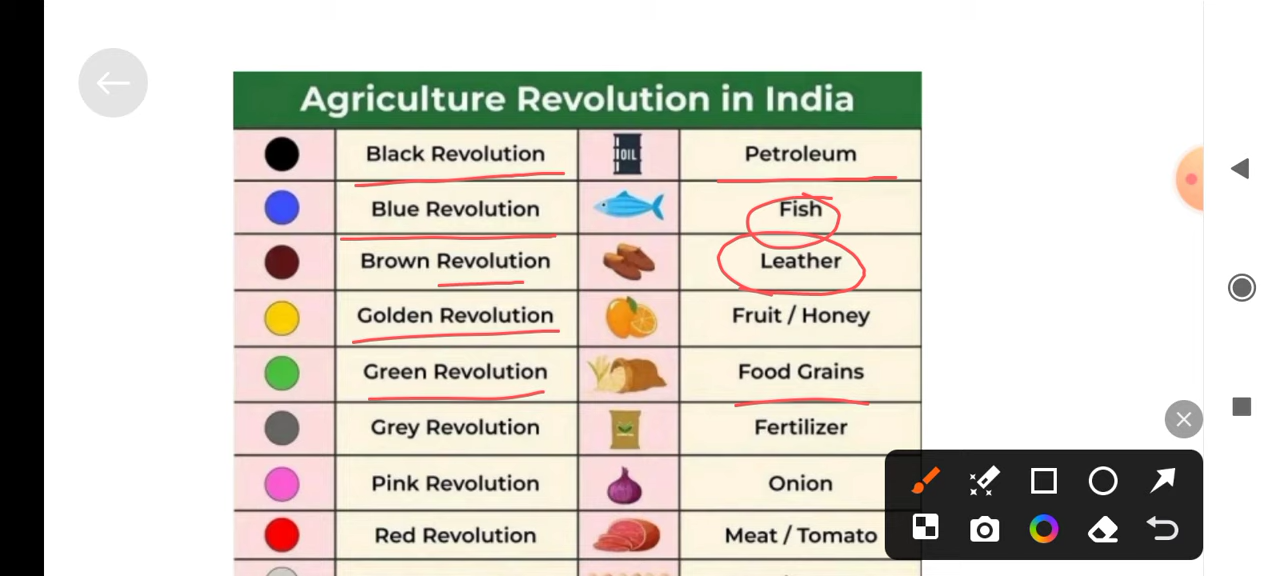 Agriculture Revolution in India
Black Revolution OIL Petroleum
Blue Revolution Fish
Brown Revolution Leather
Golden Revolution Fruit / Honey
Green Revolution Food Grains
Grey Revolution Fertilizer
Pink Revolution Onion
Red Revolution Meat / Tomato